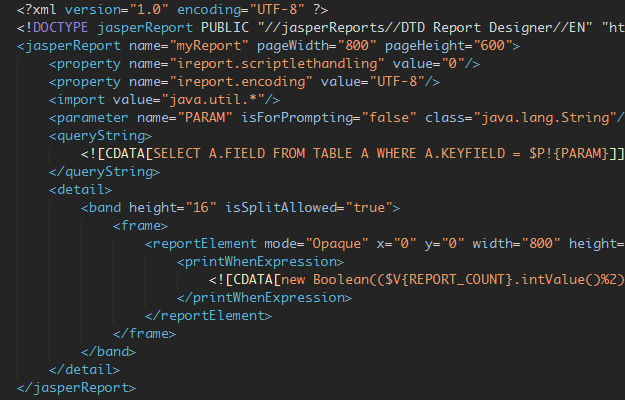 <?xml version="1.0" encoding="UTF-8" ?>
<!DOCTYPE jasperReport PUBLIC "//jasperReports//DTD Report Designer//EN" "ht
<jasperReport name="myReport" pageWidth="800" pageHeight="600">
<property name="ireport.scriptlethandling" value="0"/>
<property name="ireport.encoding" value="UTF-8"/>
<import value="java.util.*"/>
<parameter name="PARAM" isForPrompting="false" class="java.lang.String"/
<queryString>
<![CDATA[SELECT A.FIELD FROM TABLE A WHERE A.KEYFIELD = $P!{PARAM}]]
</queryString>
<detail>
<band height="16" isSplitAllowed="true">
<frame>
<reportElement mode="Opaque" x="0" y="0" width="800" height=
<printWhenExpression>
<![CDATA[new Boolean(($V{REPORT_COUNT}.intValue()%2)
</printWhenExpression>
</reportElement>
</frame>
</band>
</detail>
</jasperReport>